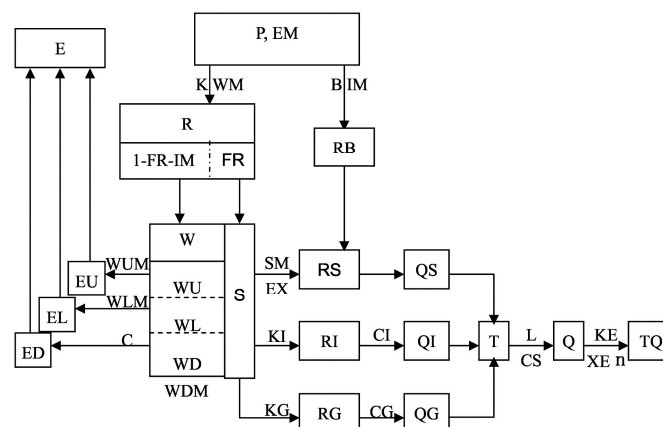 P, EM
E
K WM
B IM
R
1-FR-IM
FR
RB
W
WUM
SM
RS
QS
EU
WU
S
EX
WLM
EL
WL
KI
RI
CI
QI
T
L
Q
KE
TQ
C
ED
WD
CS
XE n
WDM
KG
RG
CG
QG